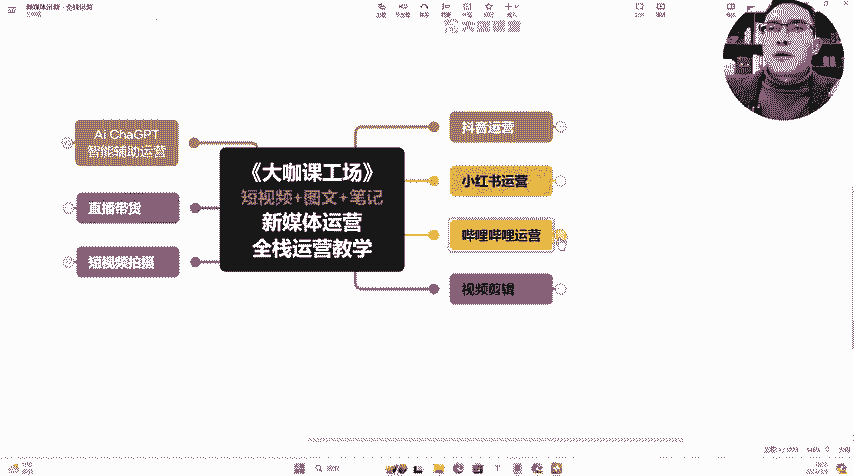 Ai ChaGPT
智能辅助运营
直播带货
短视频拍摄
《大咖课工场》
短视频+图文+笔记
新媒体运营
全栈运营教学
抖音运营
小红书运营
哔哩哔哩运营
视频剪辑